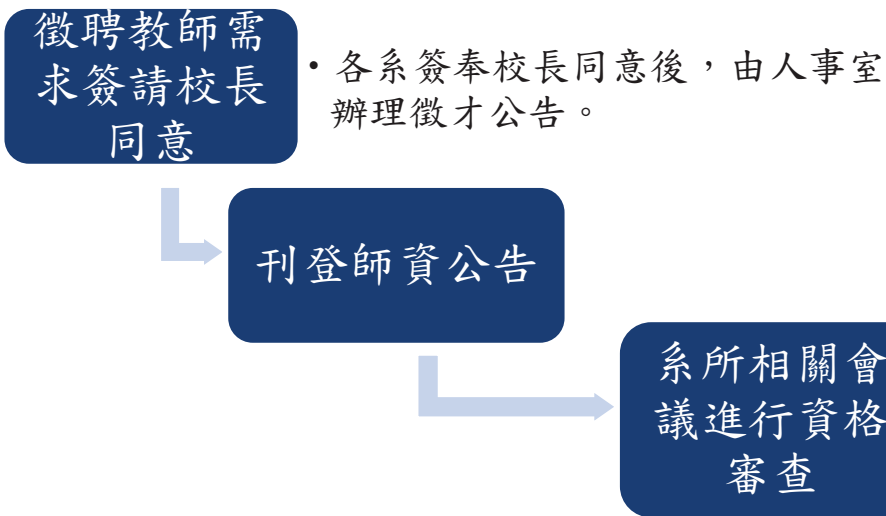 徵聘教師需
求簽請校長
同意
•各系簽奉校長同意後，由人事室
辦理徵才公告。
刊登師資公告
系所相關會
議進行資格
審查